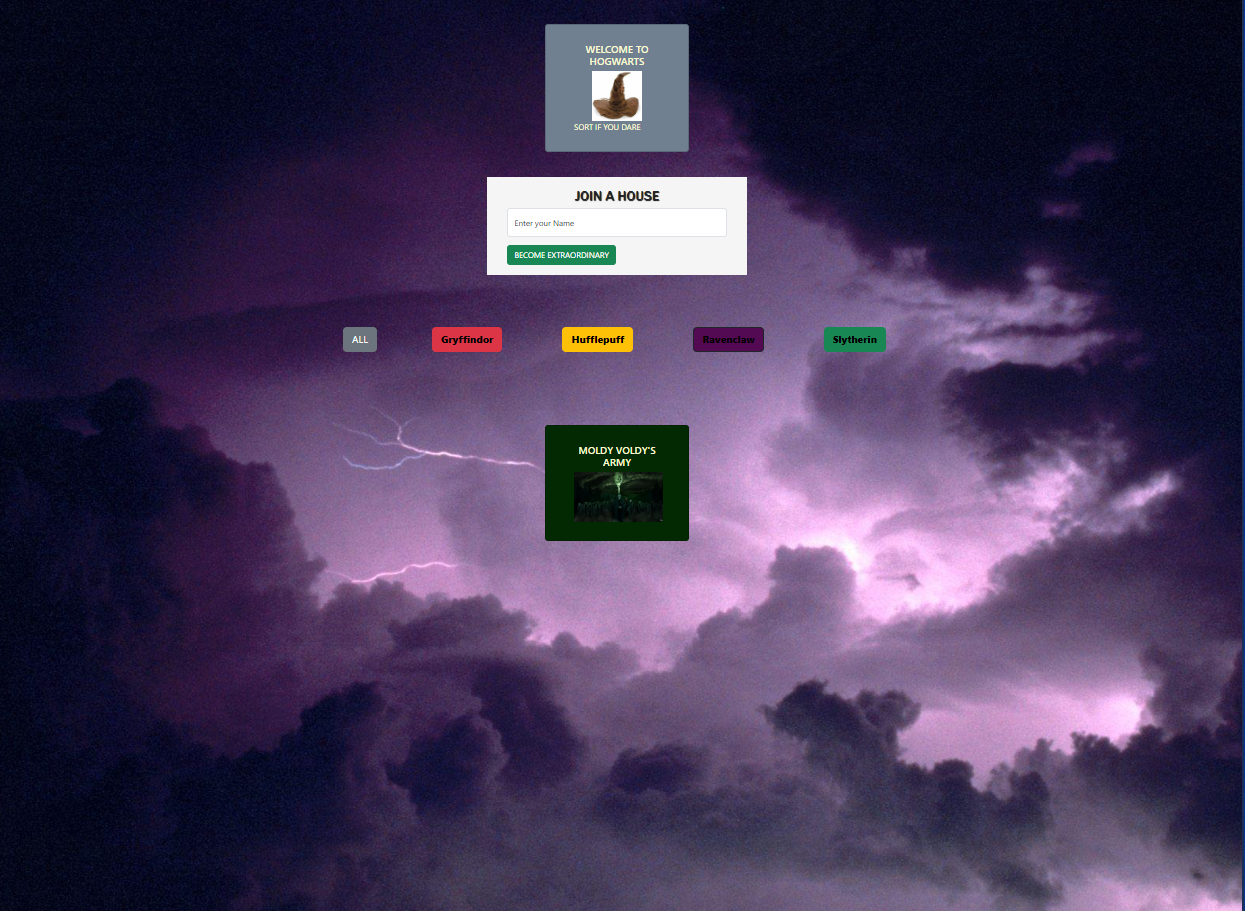 WELCOME TO
HOGWARTS
SORT IF YOU DARE
JOIN A HOUSE
Enter your Name
BECOME EXTRAORDINARY
ALL Gryffindor Hufflepuff Ravenclaw Slytherin
MOLDY VOLDY'S
ARMY